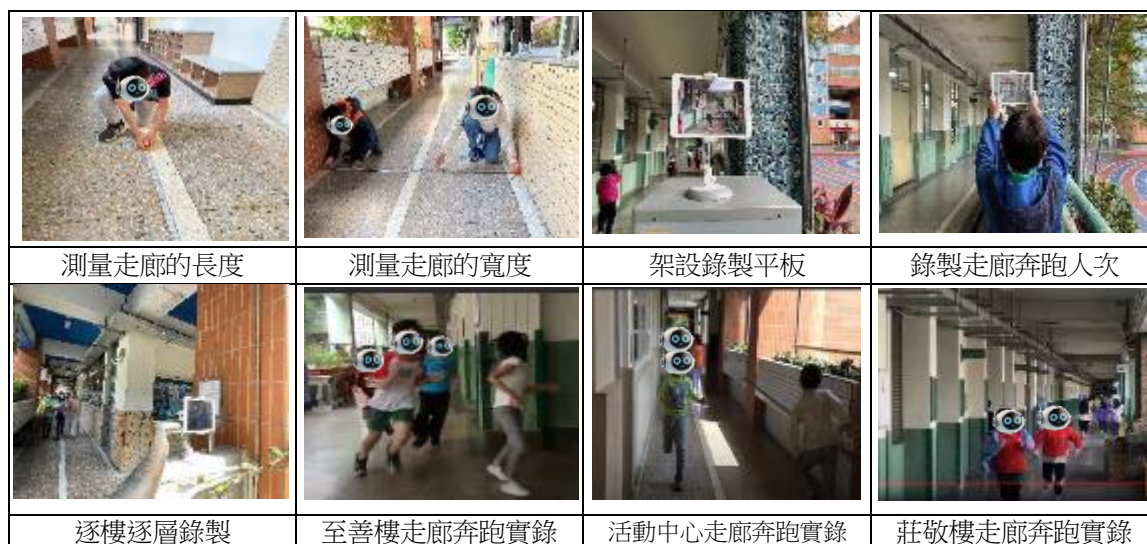 測量走廊的長度
測量走廊的寬度
架設錄製平板
錄製走廊奔跑人次
逐樓逐層錄製
至善樓走廊奔跑實錄
活動中心走廊奔跑實錄
莊敬樓走廊奔跑實錄